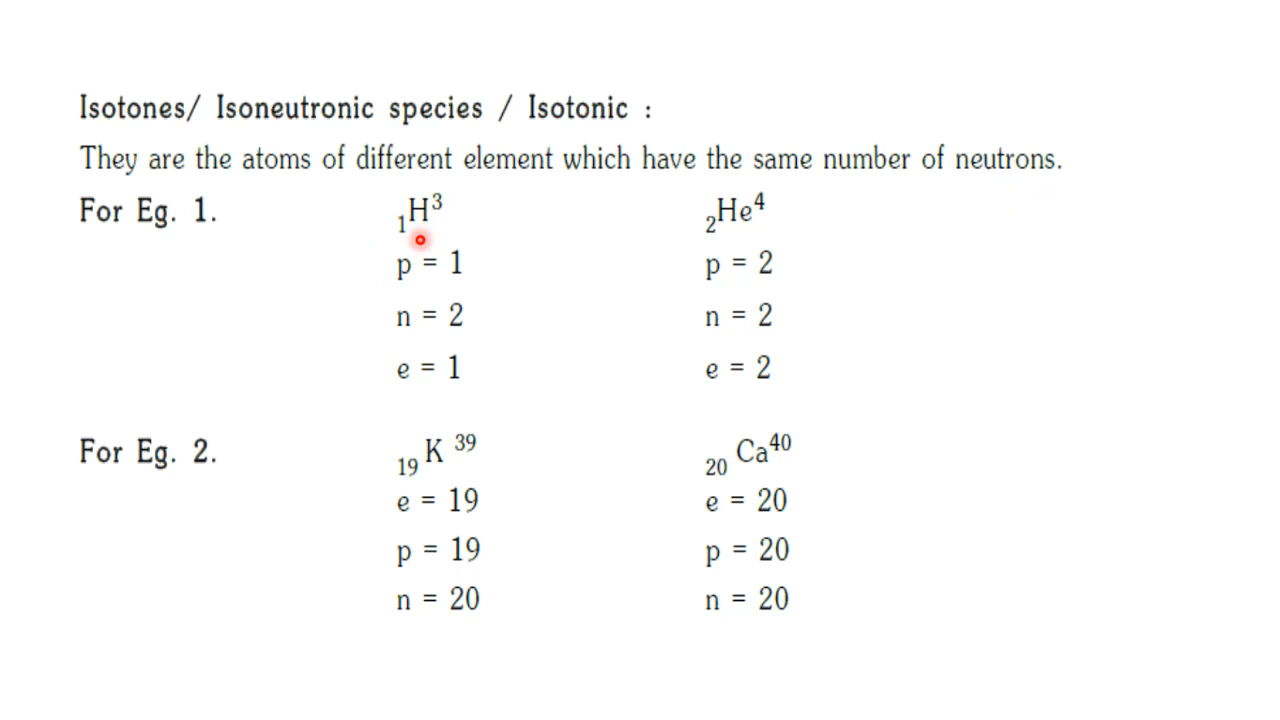 Isotones/ Isoneutronic species / Isotonic :
They are the atoms of different element which have the same number of neutrons.
For Eg. 1. ₁H³ ₂He⁴
p = 1 p = 2
n = 2 n = 2
e = 1 e = 2
For Eg. 2. ₁₉K ³⁹ ₂₀Ca⁴⁰
e = 19 e = 20
p = 19 p = 20
n = 20 n = 20